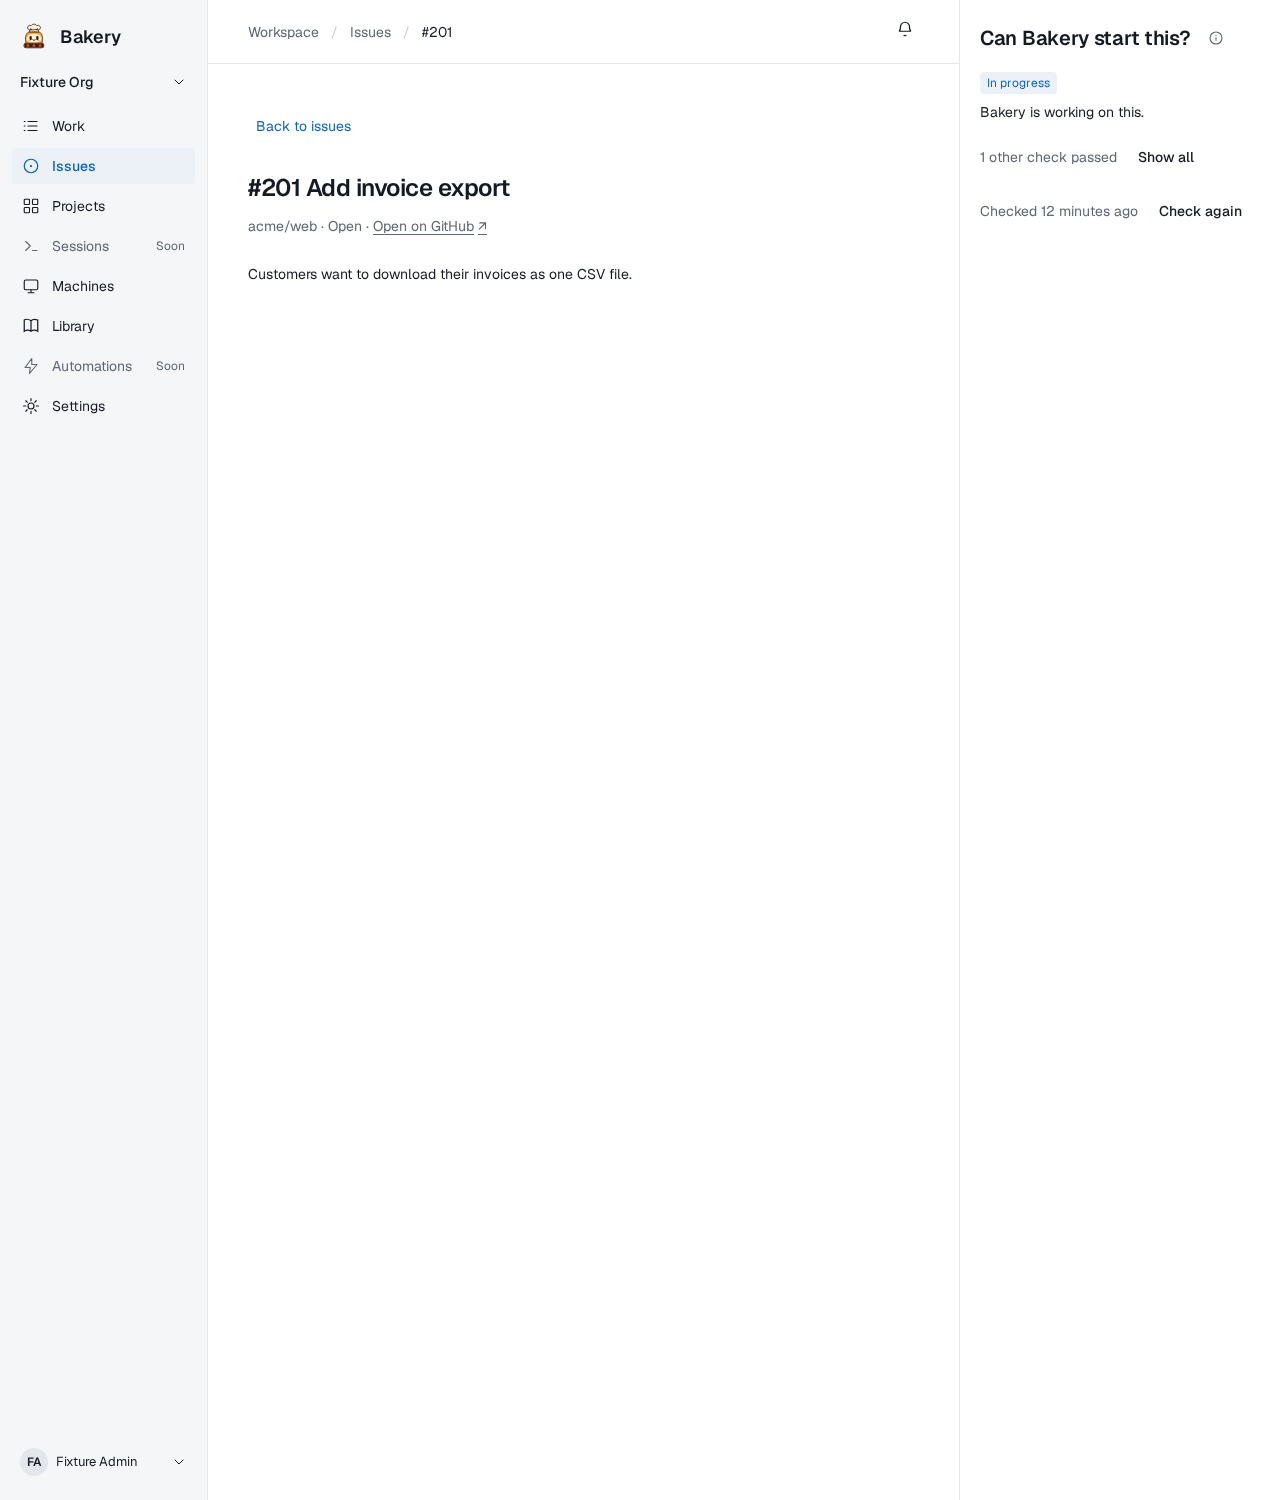 Bakery
Fixture Org
Work
Issues
Projects
Sessions Soon
Machines
Library
Automations Soon
Settings
FA Fixture Admin
Workspace / Issues / #201
Back to issues
#201 Add invoice export
acme/web · Open · Open on GitHub ↗
Customers want to download their invoices as one CSV file.
Can Bakery start this?
In progress
Bakery is working on this.
1 other check passed Show all
Checked 12 minutes ago Check again